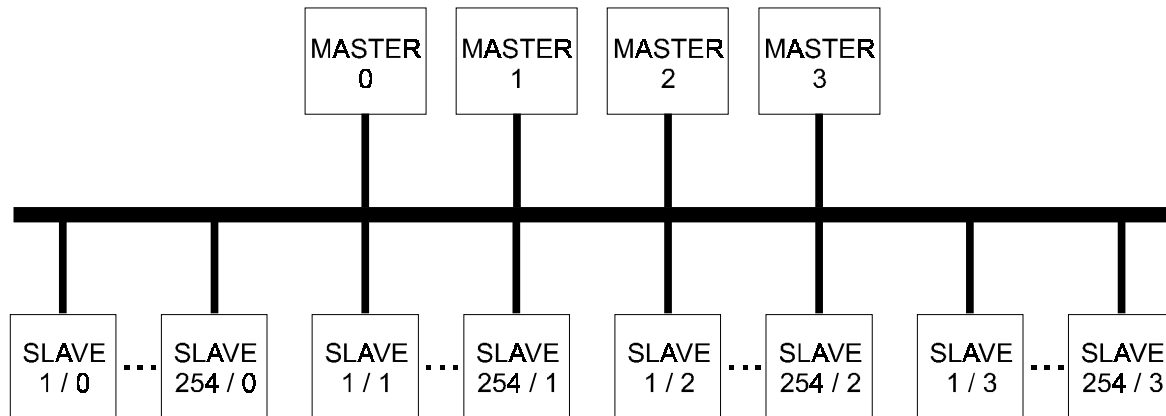 MASTER
0
MASTER
1
MASTER
2
MASTER
3
SLAVE
1 / 0
...
SLAVE
254 / 0
SLAVE
1 / 1
...
SLAVE
254 / 1
SLAVE
1 / 2
...
SLAVE
254 / 2
SLAVE
1 / 3
...
SLAVE
254 / 3